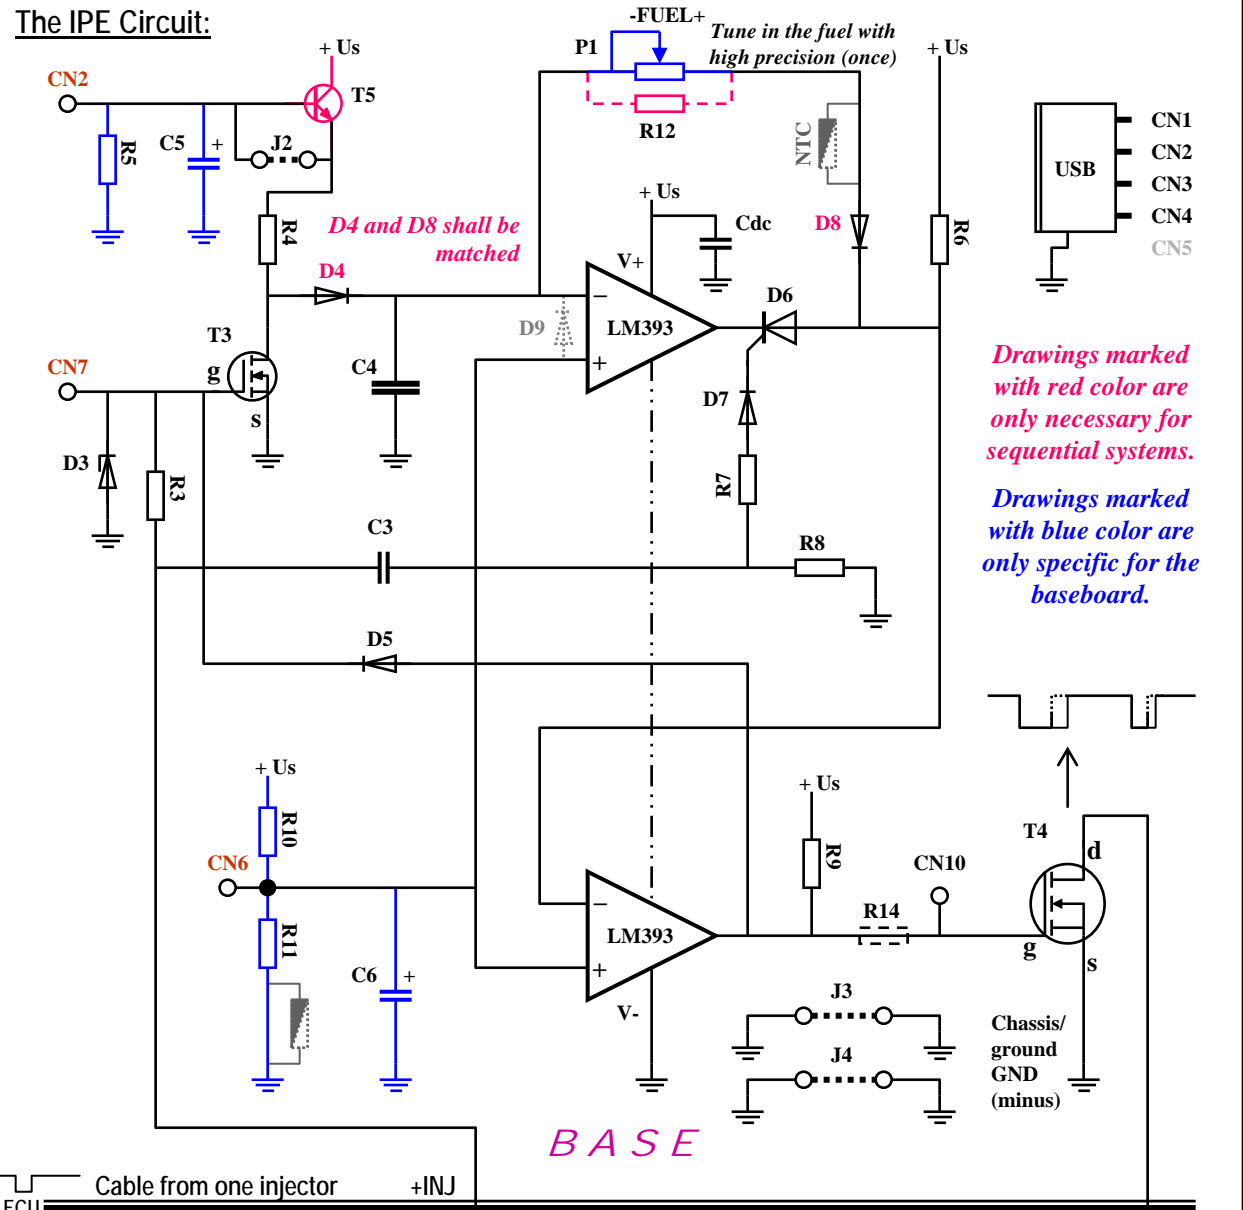 The IPE Circuit:
-FUEL+
Tune in the fuel with
high precision (once)
P1
R12
+ Us
CN2
T5
R5
C5
+
J2
R4
D4 and D8 shall be
matched
D4
+ Us
V+
Cdc
NTC
D8
+ Us
R6
USB
CN1
CN2
CN3
CN4
CN5
T3
CN7
g
s
D3
R3
C4
D9
−
LM393
+
D6
D7
R7
R8
C3
D5
Drawings marked
with red color are
only necessary for
sequential systems.
Drawings marked
with blue color are
only specific for the
baseboard.
+ Us
R10
CN6
R11
C6
+
−
LM393
+
V-
+ Us
R9
R14
CN10
T4
d
g
s
J3
J4
Chassis/
ground
GND
(minus)
BASE
Cable from one injector
+INJ
ECU